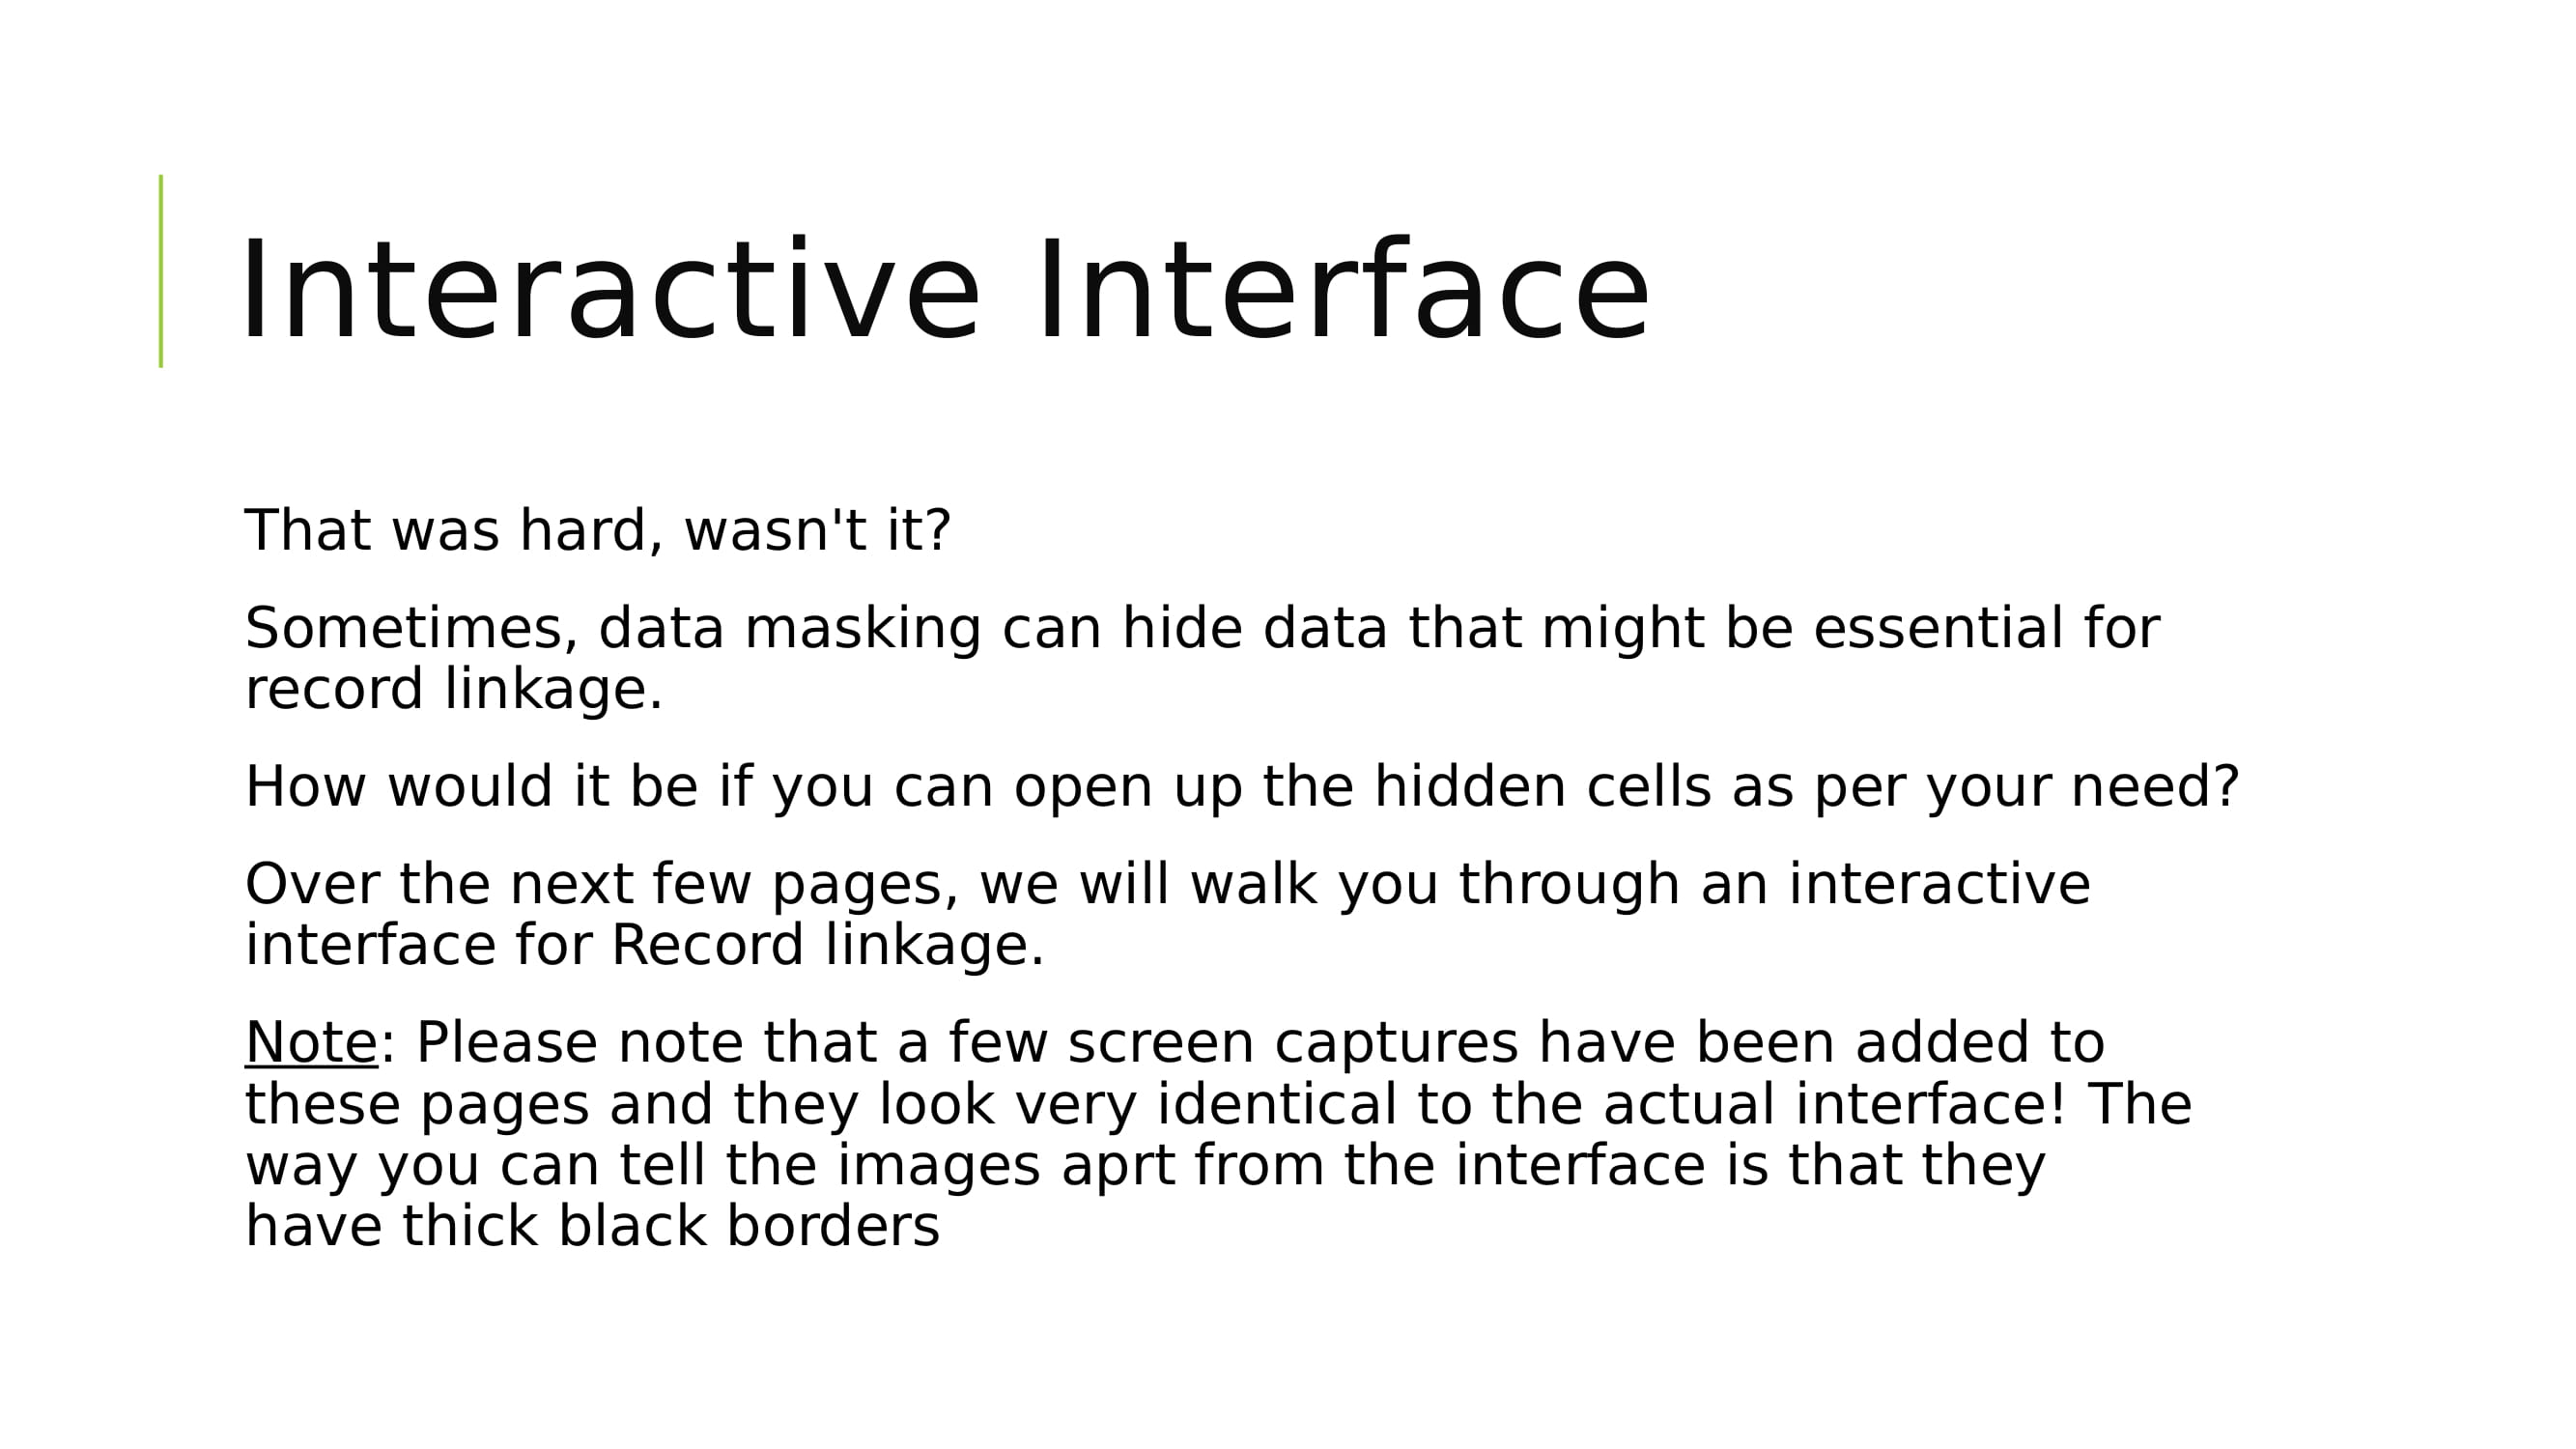 Interactive Interface
That was hard, wasn't it?
Sometimes, data masking can hide data that might be essential for
record linkage.
How would it be if you can open up the hidden cells as per your need?
Over the next few pages, we will walk you through an interactive
interface for Record linkage.
Note: Please note that a few screen captures have been added to
these pages and they look very identical to the actual interface! The
way you can tell the images aprt from the interface is that they
have thick black borders